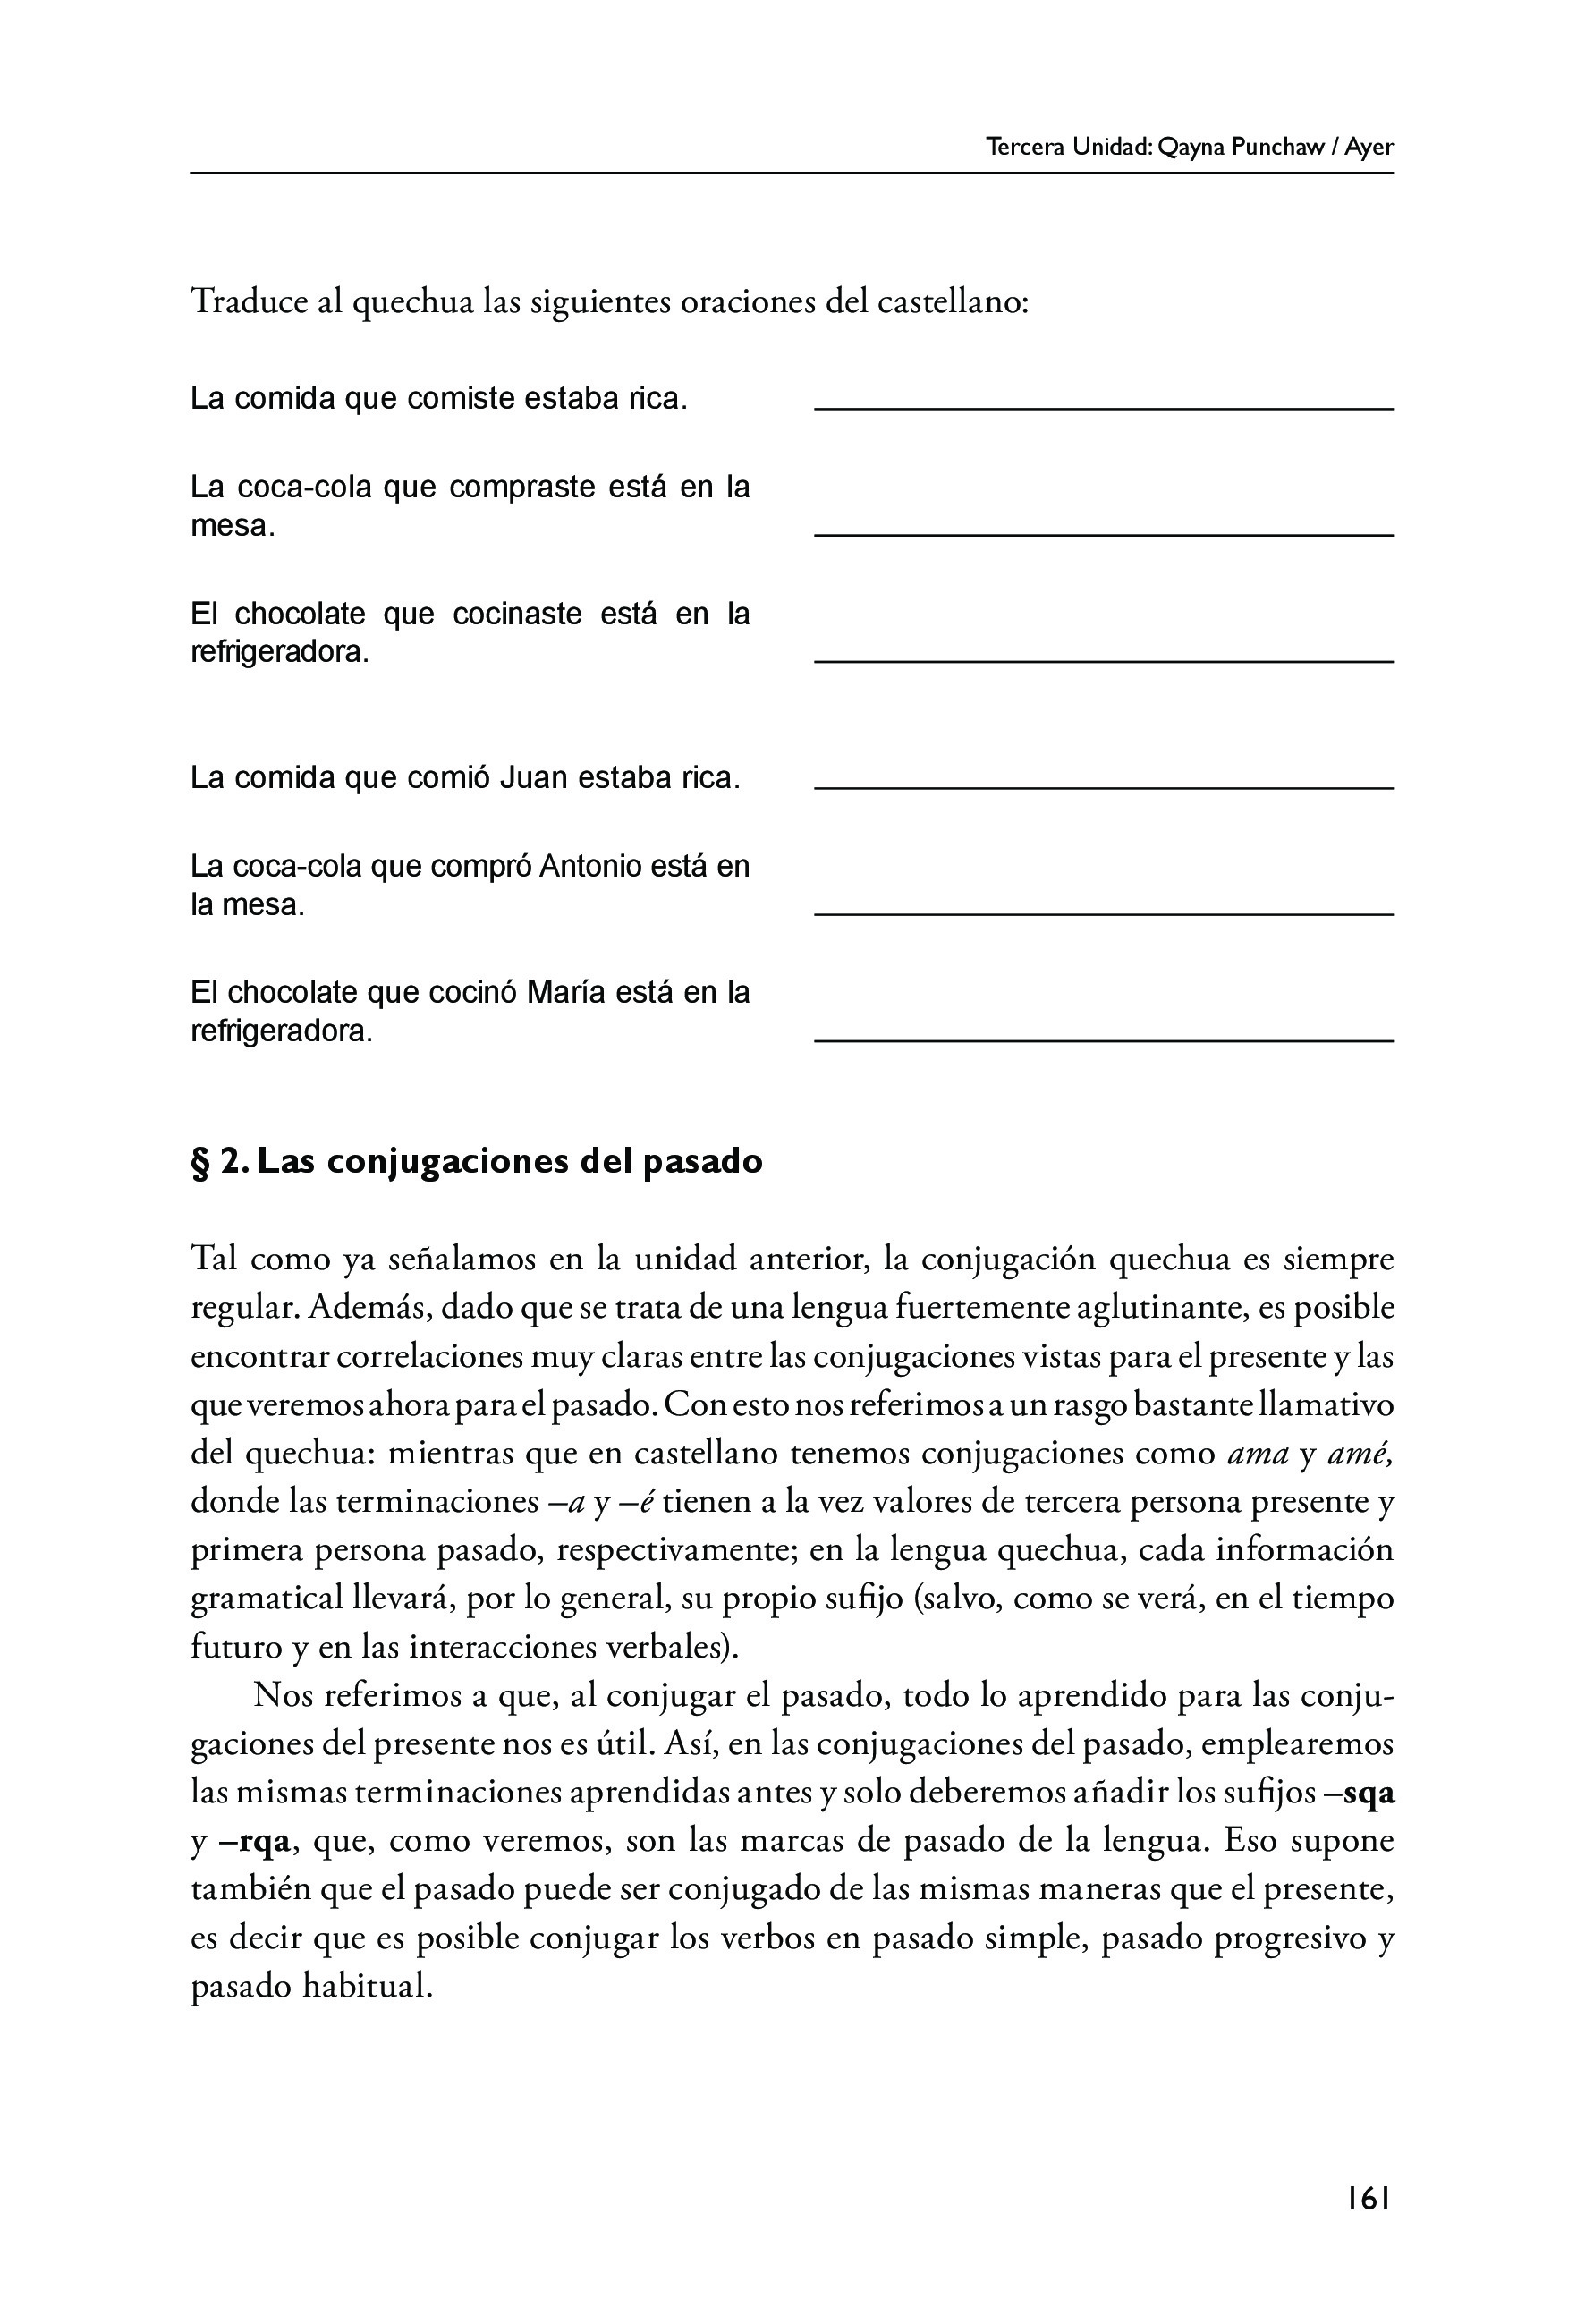 Tercera Unidad: Qayna Punchaw / Ayer
Traduce al quechua las siguientes oraciones del castellano:
La comida que comiste estaba rica.
La coca-cola que compraste está en la
mesa.
El chocolate que cocinaste está en la
refrigeradora.
La comida que comió Juan estaba rica.
La coca-cola que compró Antonio está en
la mesa.
El chocolate que cocinó María está en la
refrigeradora.
§ 2. Las conjugaciones del pasado
Tal como ya señalamos en la unidad anterior, la conjugación quechua es siempre
regular. Además, dado que se trata de una lengua fuertemente aglutinante, es posible
encontrar correlaciones muy claras entre las conjugaciones vistas para el presente y las
que veremos ahora para el pasado. Con esto nos referimos a un rasgo bastante llamativo
del quechua: mientras que en castellano tenemos conjugaciones como ama y amé,
donde las terminaciones –a y –é tienen a la vez valores de tercera persona presente y
primera persona pasado, respectivamente; en la lengua quechua, cada información
gramatical llevará, por lo general, su propio sufijo (salvo, como se verá, en el tiempo
futuro y en las interacciones verbales).
Nos referimos a que, al conjugar el pasado, todo lo aprendido para las conju-
gaciones del presente nos es útil. Así, en las conjugaciones del pasado, emplearemos
las mismas terminaciones aprendidas antes y solo deberemos añadir los sufijos –sqa
y –rqa, que, como veremos, son las marcas de pasado de la lengua. Eso supone
también que el pasado puede ser conjugado de las mismas maneras que el presente,
es decir que es posible conjugar los verbos en pasado simple, pasado progresivo y
pasado habitual.
161